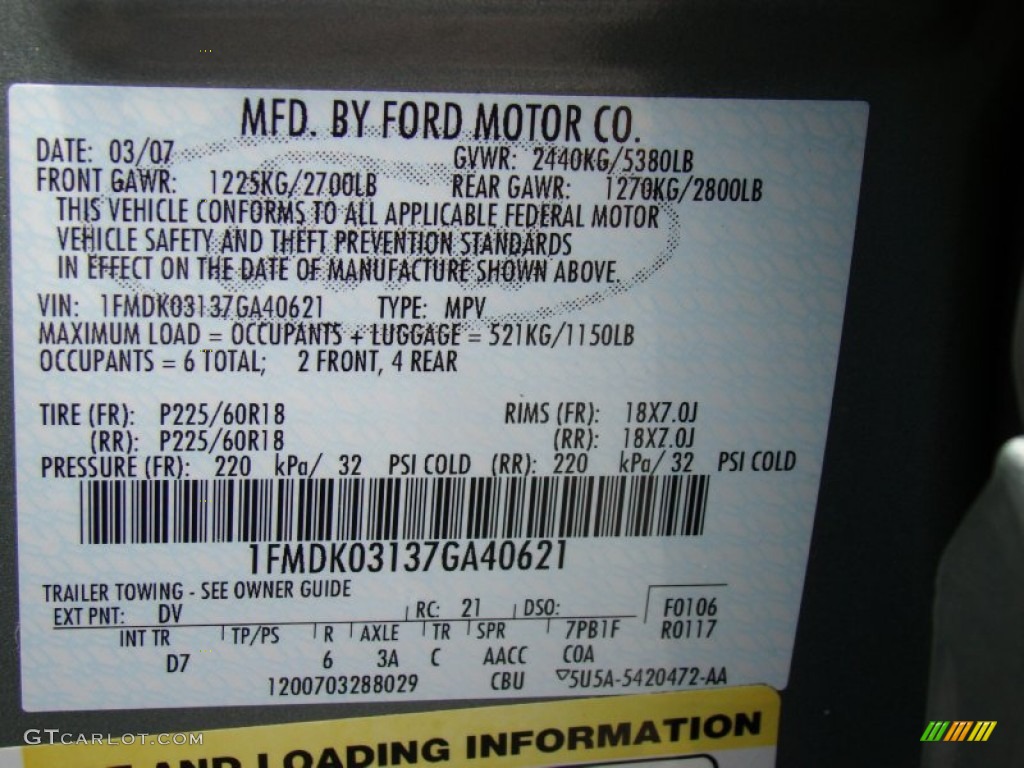 MFD. BY FORD MOTOR CO.
DATE: 03/07 GVWR: 2440KG/5380LB
FRONT GAWR: 1225KG/2700LB REAR GAWR: 1270KG/2800LB
THIS VEHICLE CONFORMS TO ALL APPLICABLE FEDERAL MOTOR
VEHICLE SAFETY AND THEFT PREVENTION STANDARDS
IN EFFECT ON THE DATE OF MANUFACTURE SHOWN ABOVE.
VIN: 1FMDK03137GA40621 TYPE: MPV
MAXIMUM LOAD = OCCUPANTS + LUGGAGE = 521KG/1150LB
OCCUPANTS = 6 TOTAL; 2 FRONT, 4 REAR
TIRE (FR): P225/60R18 RIMS (FR): 18X7.0J
(RR): P225/60R18 (RR): 18X7.0J
PRESSURE (FR): 220 kPa/ 32 PSI COLD (RR): 220 kPa/ 32 PSI COLD
1FMDK03137GA40621
TRAILER TOWING - SEE OWNER GUIDE
EXT PNT: DV RC: 21 DSO: F0106
INT TR TP/PS R AXLE TR SPR 7PB1F R0117
D7 6 3A C AACC COA
1200703288029 CBU ▽5U5A-5420472-AA
AND LOADING INFORMATION
GTCARLOT.COM